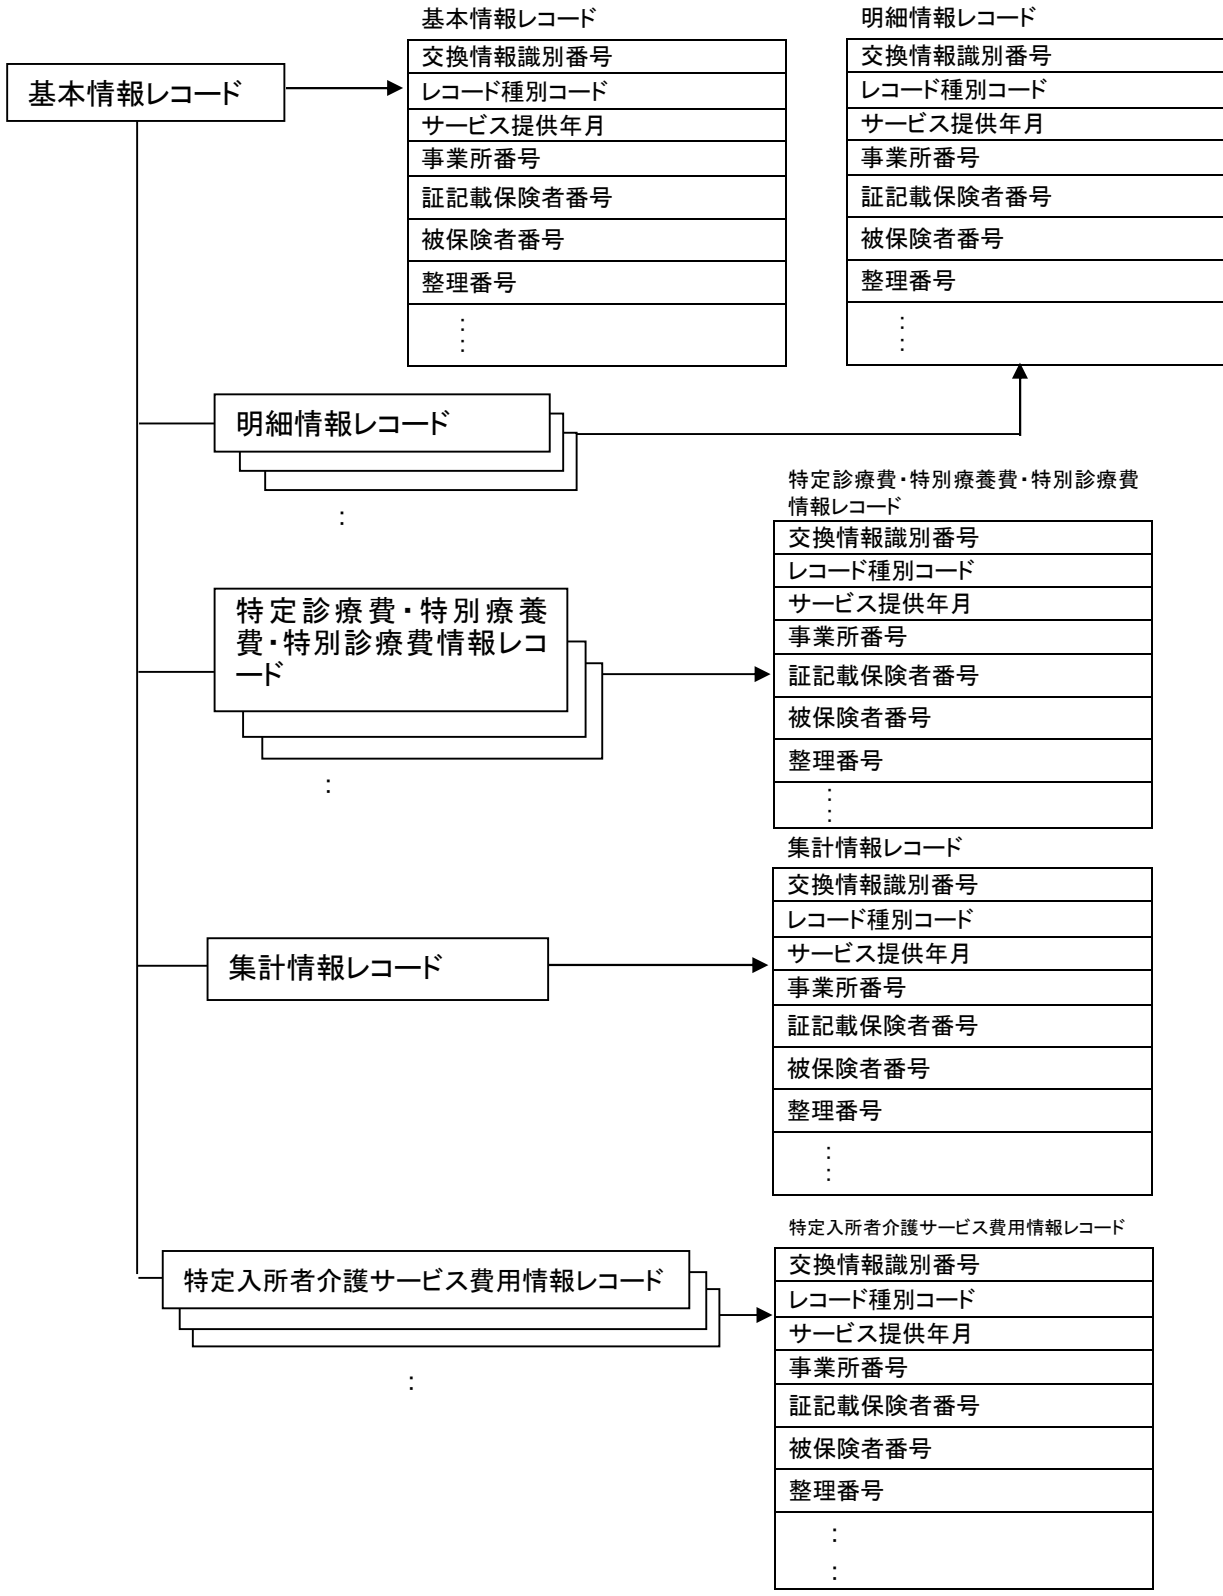 基本情報レコード
基本情報レコード
交換情報識別番号
レコード種別コード
サービス提供年月
事業所番号
証記載保険者番号
被保険者番号
整理番号
:
:
明細情報レコード
交換情報識別番号
レコード種別コード
サービス提供年月
事業所番号
証記載保険者番号
被保険者番号
整理番号
:
:
明細情報レコード
:
特定診療費・特別療養
費・特別診療費情報レコ
ード
:
特定診療費・特別療養費・特別診療費
情報レコード
交換情報識別番号
レコード種別コード
サービス提供年月
事業所番号
証記載保険者番号
被保険者番号
整理番号
:
:
集計情報レコード
集計情報レコード
交換情報識別番号
レコード種別コード
サービス提供年月
事業所番号
証記載保険者番号
被保険者番号
整理番号
:
:
特定入所者介護サービス費用情報レコード
:
特定入所者介護サービス費用情報レコード
交換情報識別番号
レコード種別コード
サービス提供年月
事業所番号
証記載保険者番号
被保険者番号
整理番号
:
: